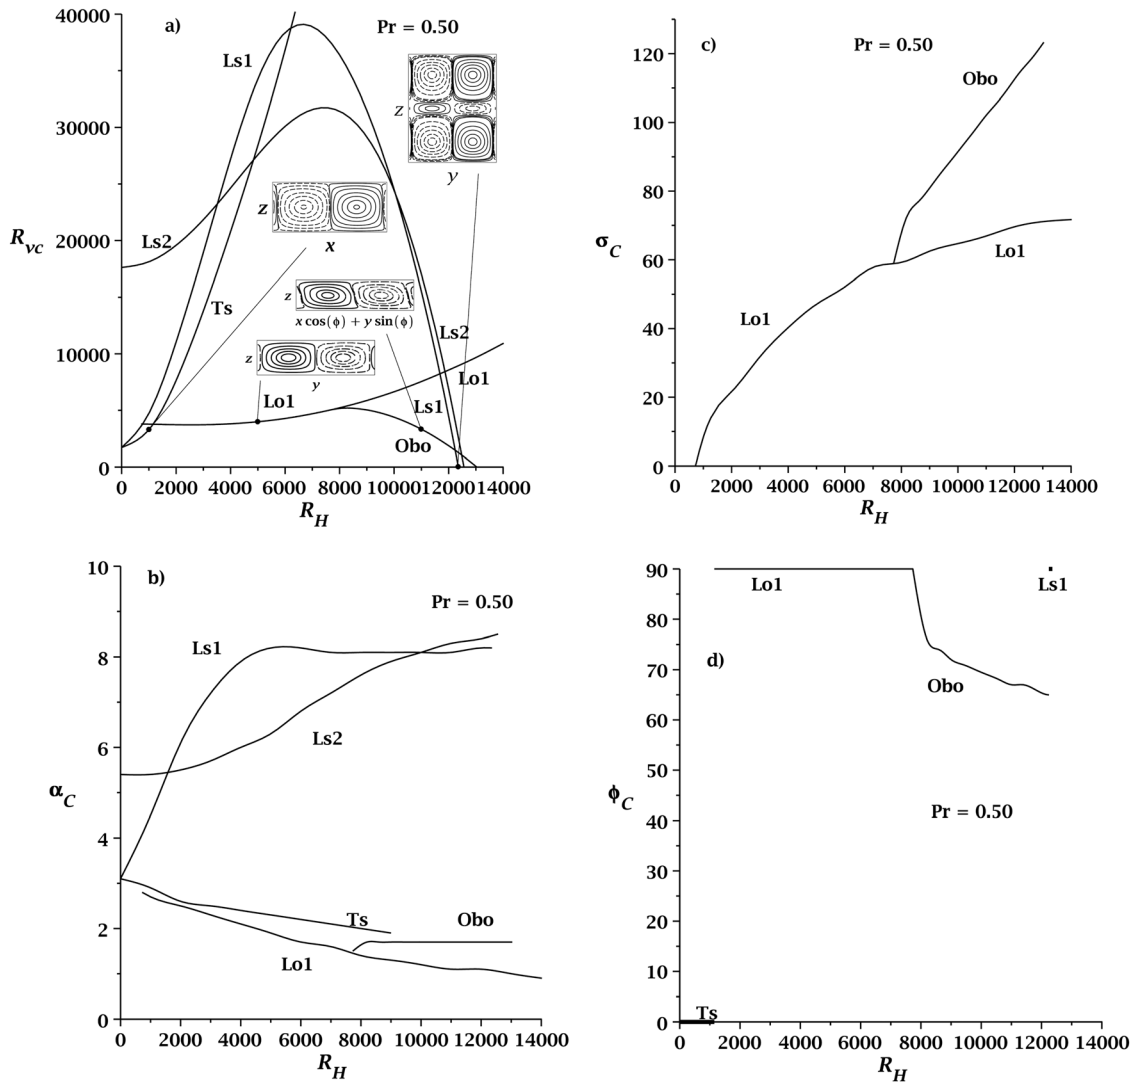 a)
Pr = 0.50
40000
30000
20000
10000
0
R_vc
Ls1
Ls2
Ts
z
y
z
x
z
x cos(ϕ) + y sin(ϕ)
z
y
Lo1
Ls2
Lo1
Ls1
Obo
0 2000 4000 6000 8000 10000 12000 14000
R_H
c)
Pr = 0.50
120
100
80
60
40
20
0
σ_C
Obo
Lo1
Lo1
0 2000 4000 6000 8000 10000 12000 14000
R_H
b)
Pr = 0.50
10
8
6
4
2
0
α_C
Ls1
Ls2
Ts
Obo
Lo1
0 2000 4000 6000 8000 10000 12000 14000
R_H
90
80
70
60
50
40
30
20
10
0
ϕ_C
Lo1
Ls1
d)
Obo
Pr = 0.50
Ts
0 2000 4000 6000 8000 10000 12000 14000
R_H